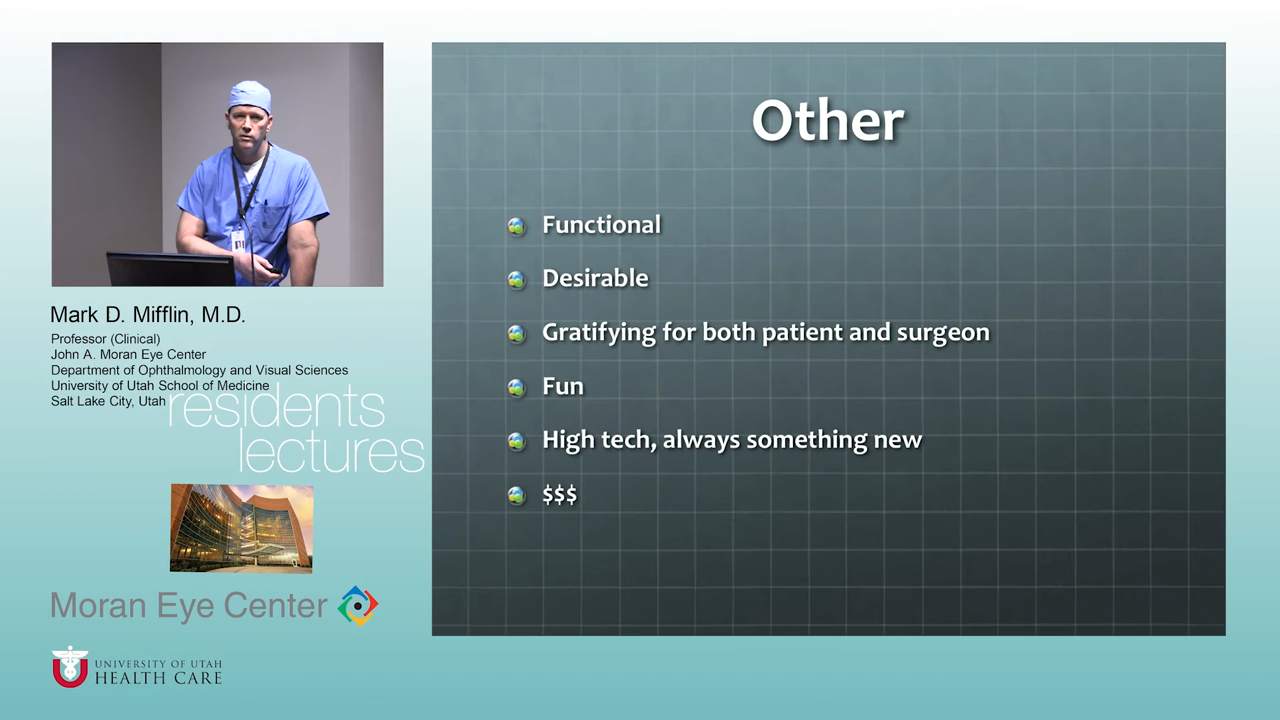 Mark D. Mifflin, M.D.
Professor (Clinical)
John A. Moran Eye Center
Department of Ophthalmology and Visual Sciences
University of Utah School of Medicine
Salt Lake City, Utah
residents
lectures
Moran Eye Center
UNIVERSITY OF UTAH
HEALTH CARE
Other
Functional
Desirable
Gratifying for both patient and surgeon
Fun
High tech, always something new
$$$